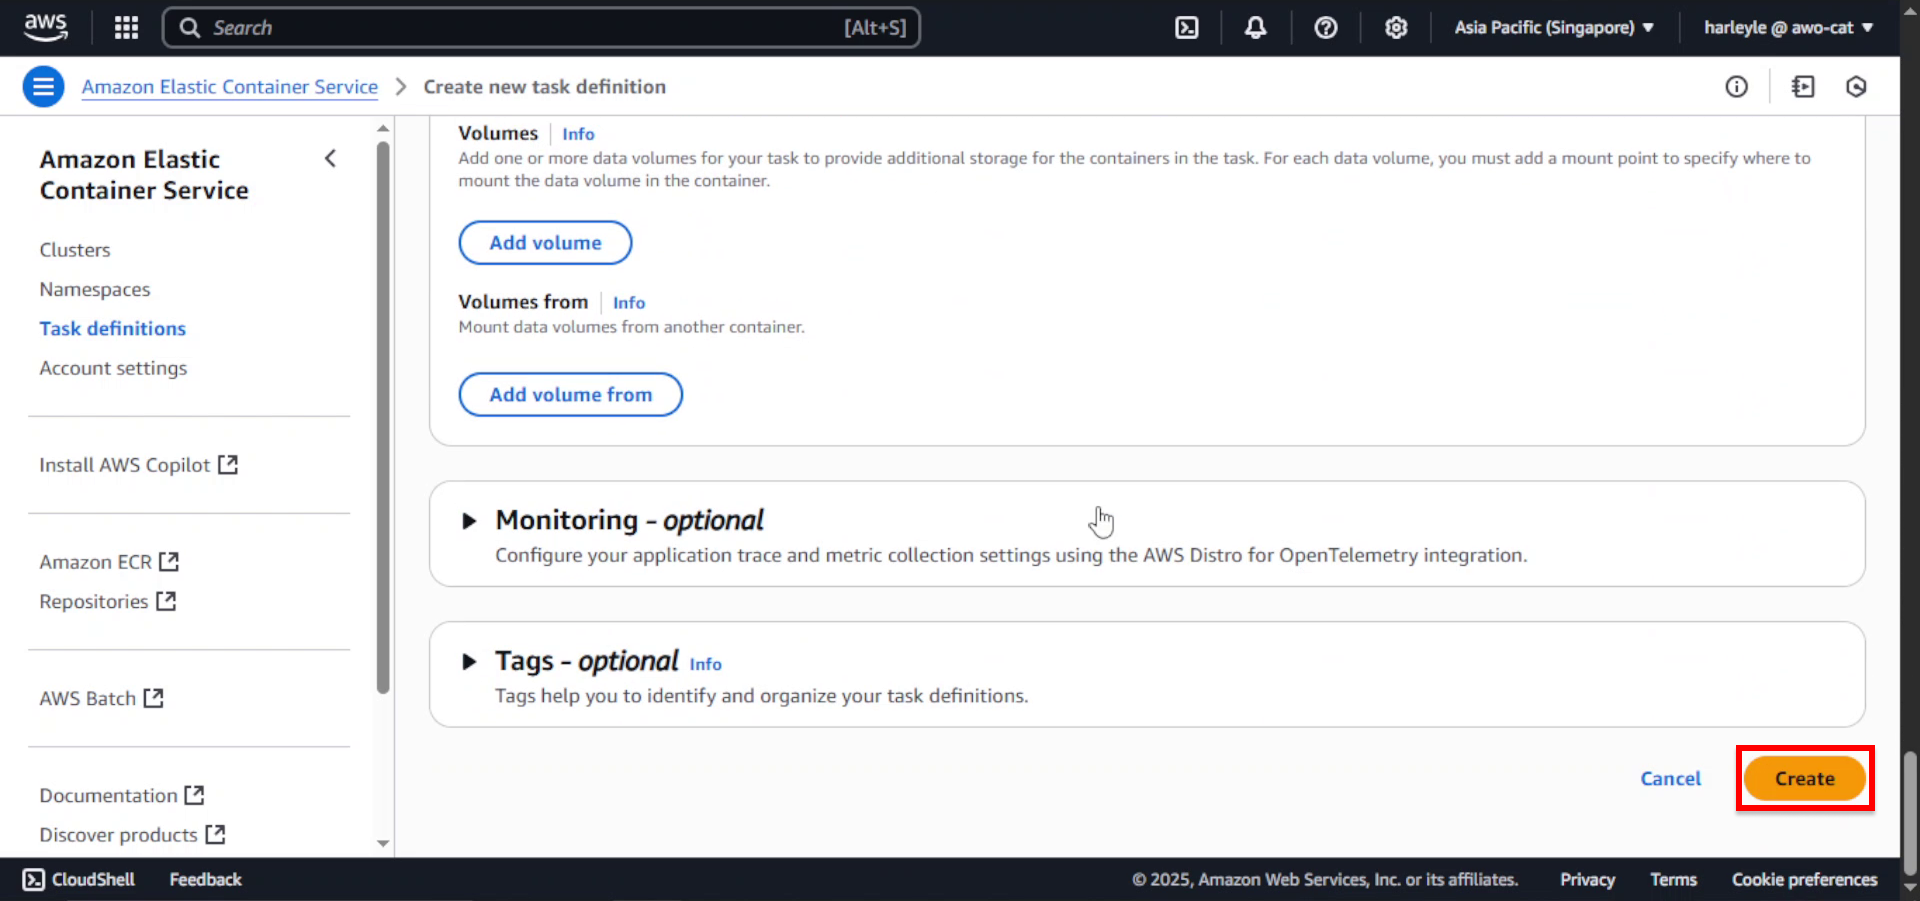 aws
Search
[Alt+S]
Asia Pacific (Singapore)
harleyle @ awo-cat
Amazon Elastic Container Service
Create new task definition
Amazon Elastic
Container Service
Clusters
Namespaces
Task definitions
Account settings
Install AWS Copilot
Amazon ECR
Repositories
AWS Batch
Documentation
Discover products
Volumes
Info
Add one or more data volumes for your task to provide additional storage for the containers in the task. For each data volume, you must add a mount point to specify where to
mount the data volume in the container.
Add volume
Volumes from
Info
Mount data volumes from another container.
Add volume from
Monitoring - optional
Configure your application trace and metric collection settings using the AWS Distro for OpenTelemetry integration.
Tags - optional Info
Tags help you to identify and organize your task definitions.
Cancel
Create
CloudShell
Feedback
© 2025, Amazon Web Services, Inc. or its affiliates.
Privacy
Terms
Cookie preferences